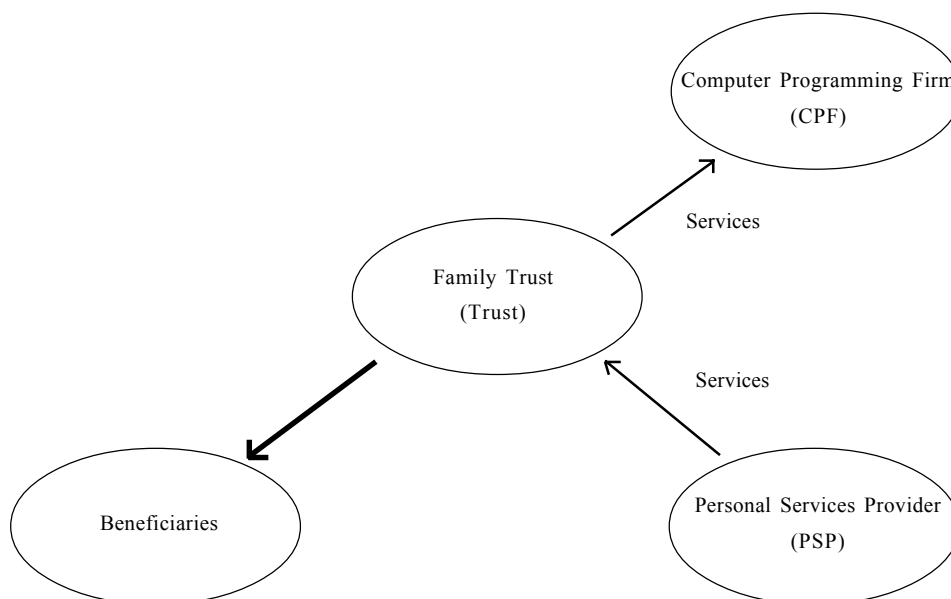 Computer Programming Firm
(CPF)
Services
Family Trust
(Trust)
Services
Beneficiaries
Personal Services Provider
(PSP)